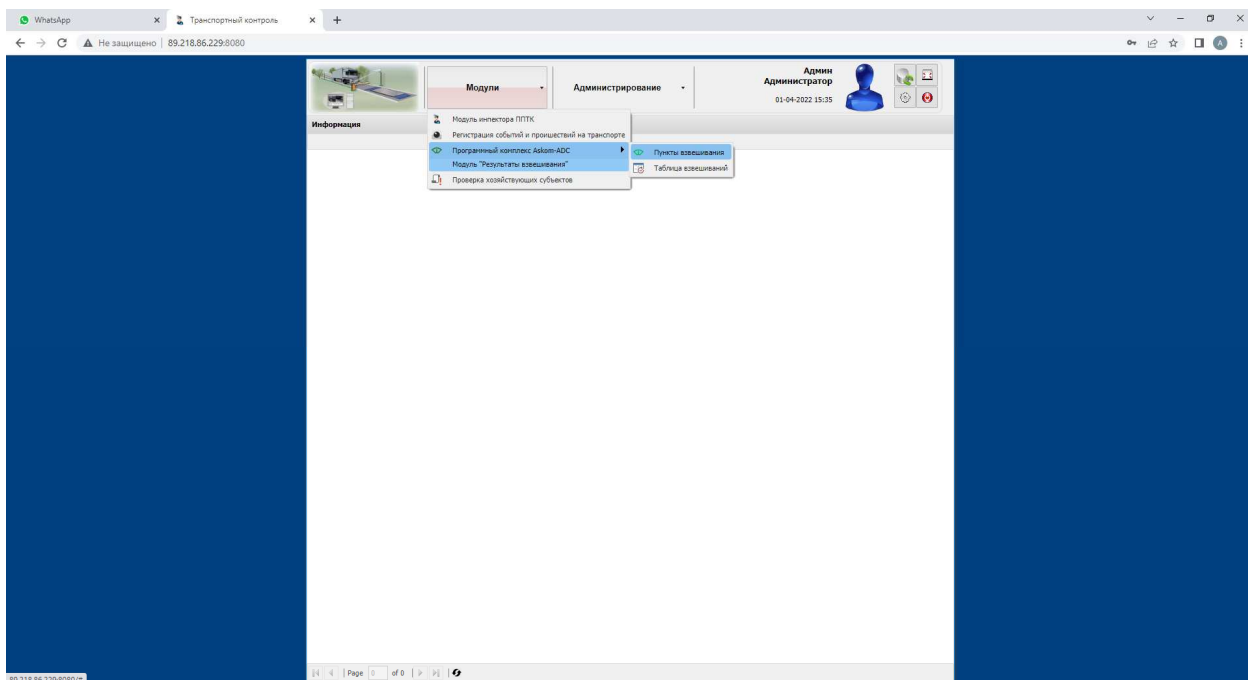 WhatsApp
Транспортный контроль
Не защищено
89.218.86.229:8080
Модули
Администрирование
Админ
Администратор
01-04-2022 15:35
Информация
Модуль инпектора ППТК
Регистрация событий и проишествий на транспорте
Программный комплекс Askom-ADC
Модуль "Результаты взвешивания"
Проверка хозяйствующих субъектов
Пункты взвешивания
Таблица взвешиваний
Page 0 of 0
89.218.86.229:8080/#